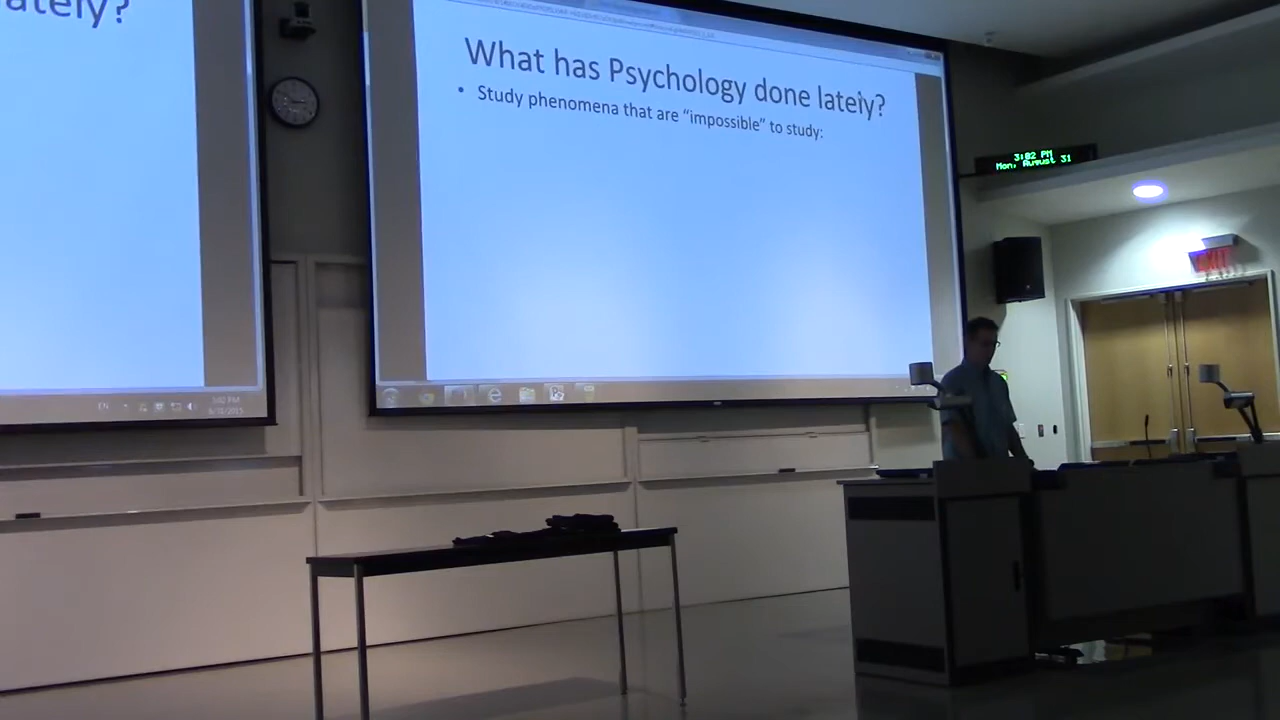 lately?
What has Psychology done lately?
• Study phenomena that are “impossible” to study:
3:02 PM
Mon, August 31
EXIT
EN